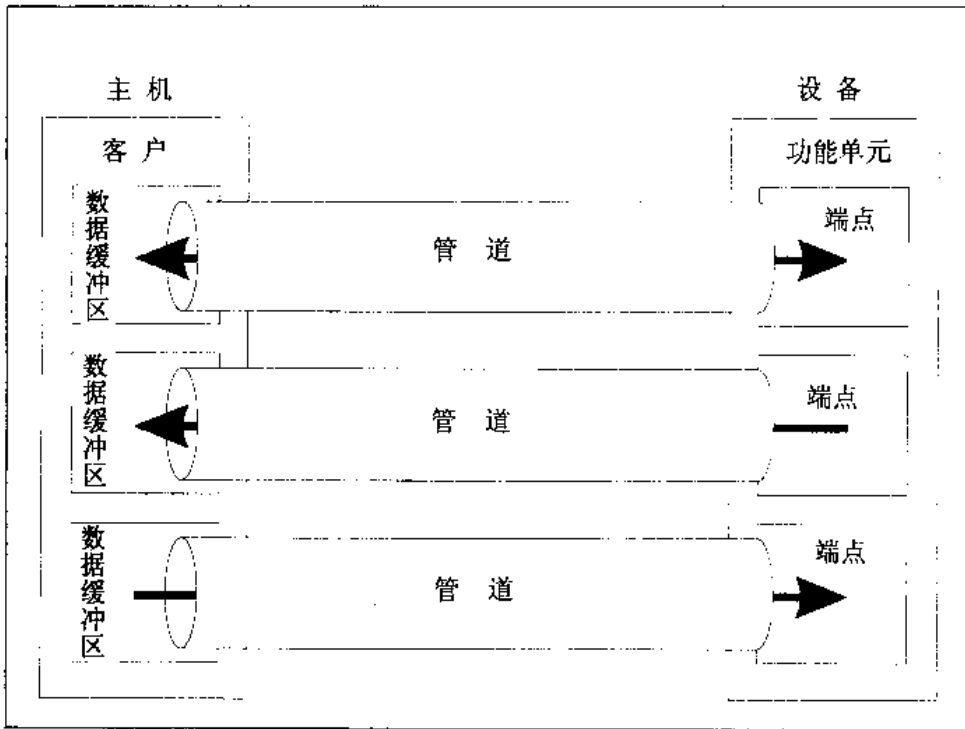 主 机
设 备
客 户
功能单元
数据缓冲区
管 道
端点
数据缓冲区
管 道
端点
数据缓冲区
管 道
端点